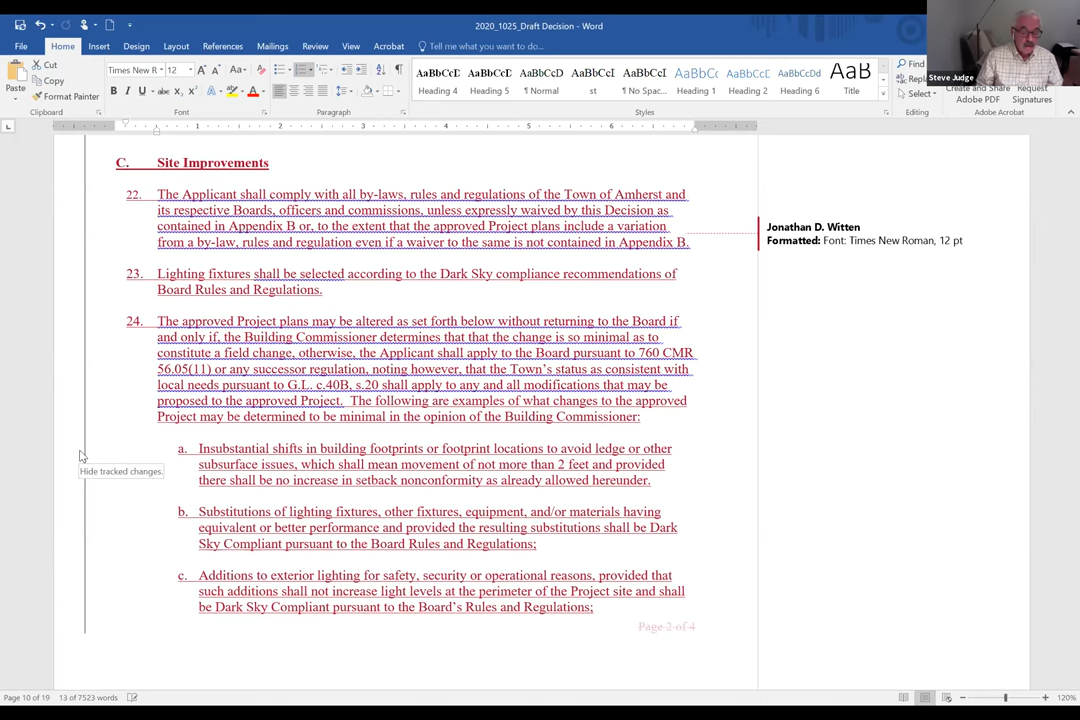 2020_1025_Draft Decision - Word
File Home Insert Design Layout References Mailings Review View Acrobat Tell me what you want to do...
Paste
Cut
Copy
Format Painter
Clipboard
Times New R 12
Font
Paragraph
AaBbCcD AaBbCcD AaBbCcD AaBbCcI AaBbCcD AaBbCcD AaBbCcD AaBbCcDd AaB
Heading 4 Heading 5 ¶ Normal st ¶ No Spac... Heading 1 Heading 2 Heading 6 Title
Styles
Find
Select
Editing
Steve Judge
Create and Share Request
Adobe PDF Signatures
Adobe Acrobat
C. Site Improvements
22. The Applicant shall comply with all by-laws, rules and regulations of the Town of Amherst and
its respective Boards, officers and commissions, unless expressly waived by this Decision as
contained in Appendix B or, to the extent that the approved Project plans include a variation
from a by-law, rules and regulation even if a waiver to the same is not contained in Appendix B.
23. Lighting fixtures shall be selected according to the Dark Sky compliance recommendations of
Board Rules and Regulations.
24. The approved Project plans may be altered as set forth below without returning to the Board if
and only if, the Building Commissioner determines that that the change is so minimal as to
constitute a field change, otherwise, the Applicant shall apply to the Board pursuant to 760 CMR
56.05(11) or any successor regulation, noting however, that the Town's status as consistent with
local needs pursuant to G.L. c.40B, s.20 shall apply to any and all modifications that may be
proposed to the approved Project. The following are examples of what changes to the approved
Project may be determined to be minimal in the opinion of the Building Commissioner:
a. Insubstantial shifts in building footprints or footprint locations to avoid ledge or other
subsurface issues, which shall mean movement of not more than 2 feet and provided
there shall be no increase in setback nonconformity as already allowed hereunder.
b. Substitutions of lighting fixtures, other fixtures, equipment, and/or materials having
equivalent or better performance and provided the resulting substitutions shall be Dark
Sky Compliant pursuant to the Board Rules and Regulations;
c. Additions to exterior lighting for safety, security or operational reasons, provided that
such additions shall not increase light levels at the perimeter of the Project site and shall
be Dark Sky Compliant pursuant to the Board's Rules and Regulations;
Page 2 of 4
Hide tracked changes.
Jonathan D. Witten
Formatted: Font: Times New Roman, 12 pt
Page 10 of 19 13 of 7523 words
120%